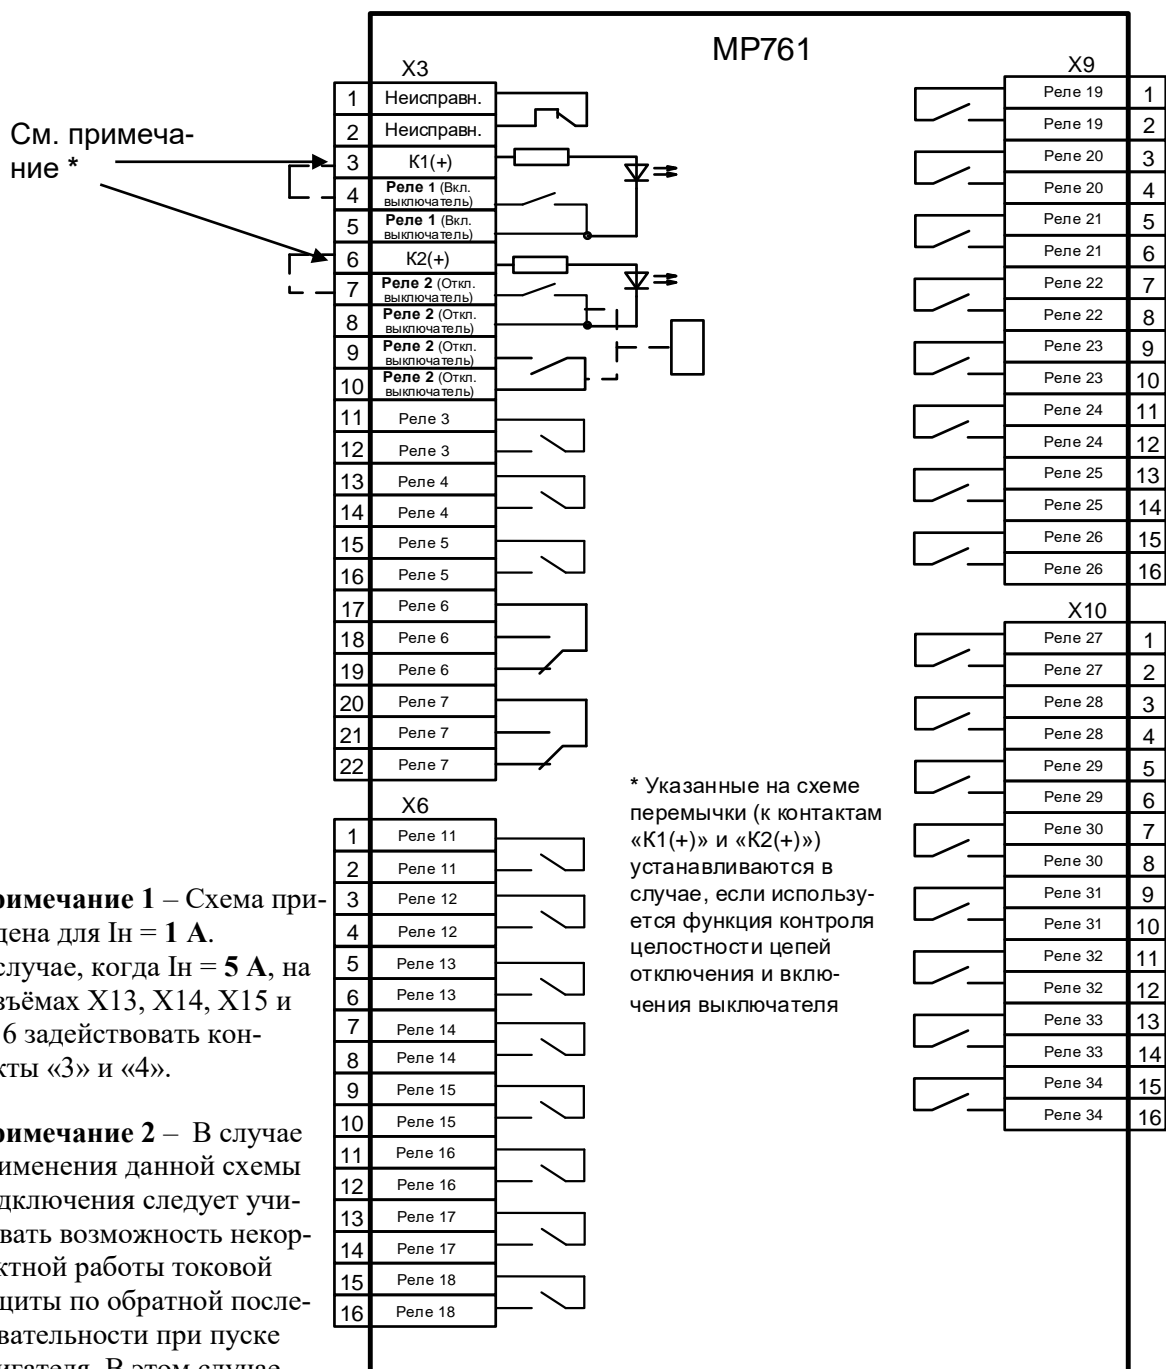 МР761
См. примеча-
ние *
X3
1 Неисправн.
2 Неисправн.
3 К1(+)
4 Реле 1 (Вкл. выключатель)
5 Реле 1 (Вкл. выключатель)
6 К2(+)
7 Реле 2 (Откл. выключатель)
8 Реле 2 (Откл. выключатель)
9 Реле 2 (Откл. выключатель)
10 Реле 2 (Откл. выключатель)
11 Реле 3
12 Реле 3
13 Реле 4
14 Реле 4
15 Реле 5
16 Реле 5
17 Реле 6
18 Реле 6
19 Реле 6
20 Реле 7
21 Реле 7
22 Реле 7
X6
1 Реле 11
2 Реле 11
3 Реле 12
4 Реле 12
5 Реле 13
6 Реле 13
7 Реле 14
8 Реле 14
9 Реле 15
10 Реле 15
11 Реле 16
12 Реле 16
13 Реле 17
14 Реле 17
15 Реле 18
16 Реле 18
X9
Реле 19 1
Реле 19 2
Реле 20 3
Реле 20 4
Реле 21 5
Реле 21 6
Реле 22 7
Реле 22 8
Реле 23 9
Реле 23 10
Реле 24 11
Реле 24 12
Реле 25 13
Реле 25 14
Реле 26 15
Реле 26 16
X10
Реле 27 1
Реле 27 2
Реле 28 3
Реле 28 4
Реле 29 5
Реле 29 6
Реле 30 7
Реле 30 8
Реле 31 9
Реле 31 10
Реле 32 11
Реле 32 12
Реле 33 13
Реле 33 14
Реле 34 15
Реле 34 16
* Указанные на схеме
перемычки (к контактам
«К1(+)» и «К2(+)»)
устанавливаются в
случае, если использу-
ется функция контроля
целостности цепей
отключения и вклю-
чения выключателя
римечание 1 – Схема при-
дена для Iн = 1 А.
случае, когда Iн = 5 А, на
зъёмах X13, X14, X15 и
6 задействовать кон-
кты «3» и «4».
римечание 2 – В случае
именения данной схемы
дключения следует учи-
вать возможность некор-
ктной работы токовой
щиты по обратной после-
вательности при пуске
игателя. В этом случае